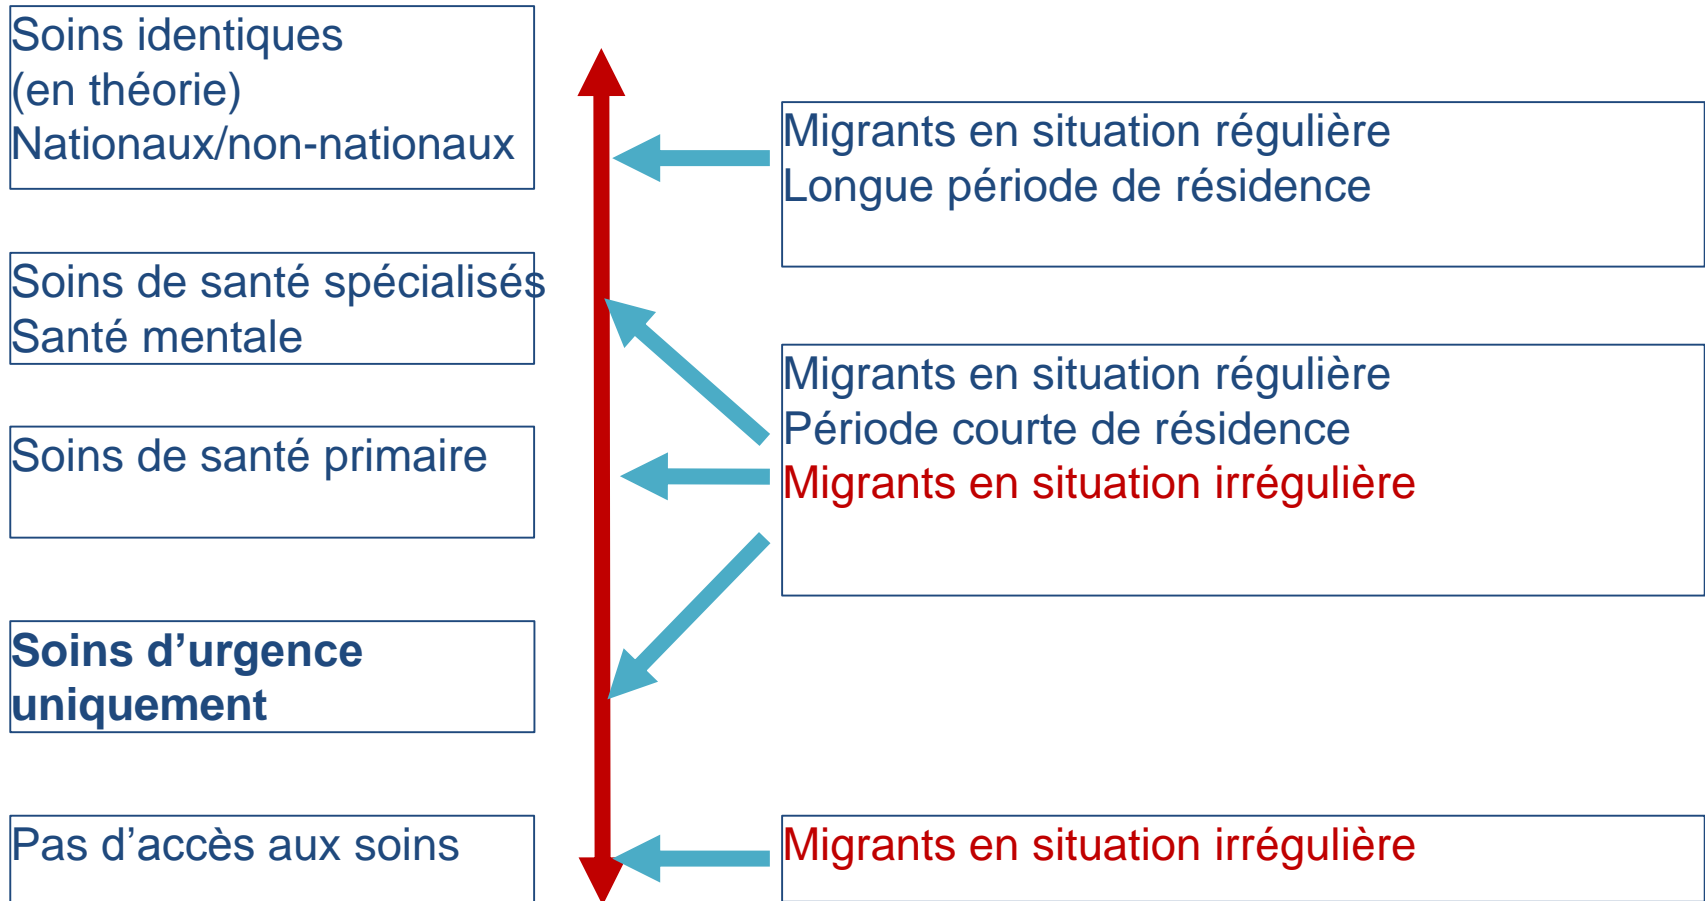 Soins identiques
(en théorie)
Nationaux/non-nationaux
Migrants en situation régulière
Longue période de résidence
Soins de santé spécialisés
Santé mentale
Migrants en situation régulière
Période courte de résidence
Migrants en situation irrégulière
Soins de santé primaire
Soins d’urgence
uniquement
Pas d’accès aux soins
Migrants en situation irrégulière